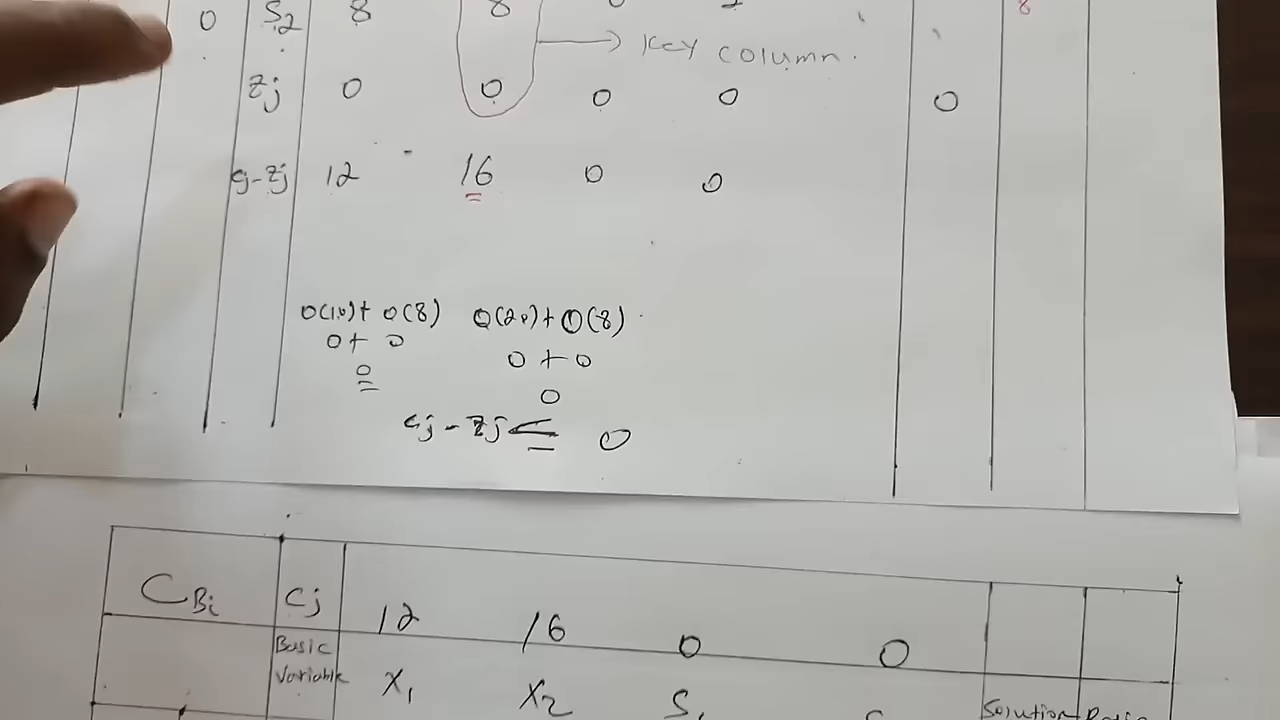 0 S2 8 8
→ Key column.
Zj 0 0 0 0 0
Cj-Zj 12 16 0 0
0(10)+ 0(8) 0(20)+0(8)
0+ 0 0+0
0 0
Cj - Zj ≤ 0
CBi Cj 12 16 0 0
Basic Variable X1 X2 S1 Solution Ratio